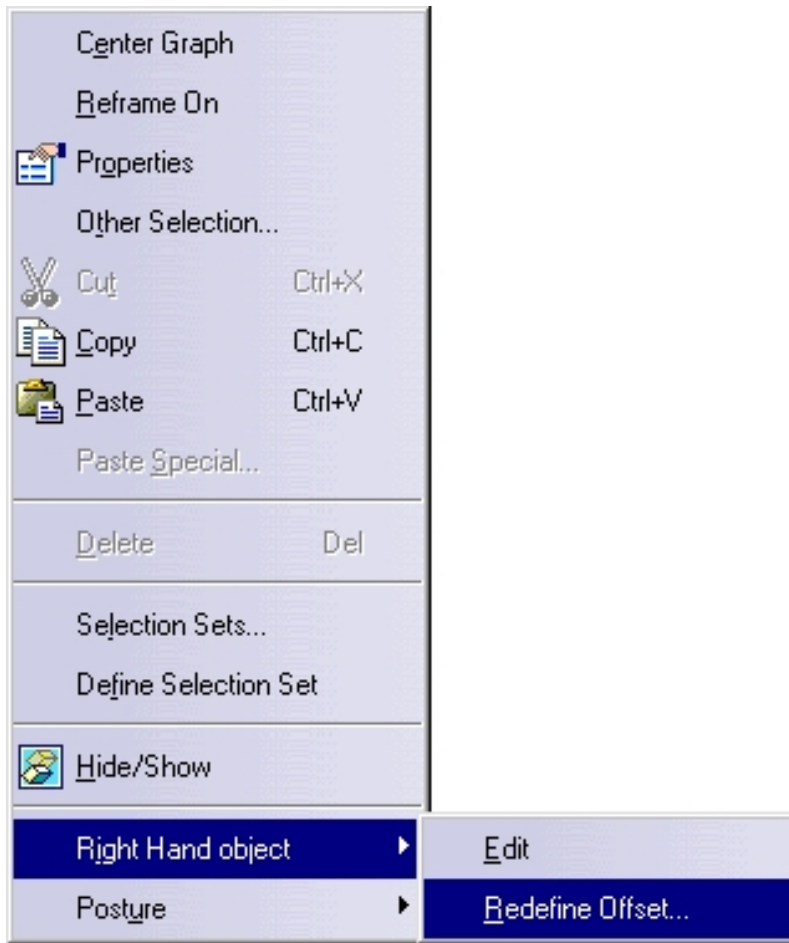 Center Graph
Reframe On
Properties
Other Selection...
Cut Ctrl+X
Copy Ctrl+C
Paste Ctrl+V
Paste Special...
Delete Del
Selection Sets...
Define Selection Set
Hide/Show
Right Hand object Edit
Posture Redefine Offset...